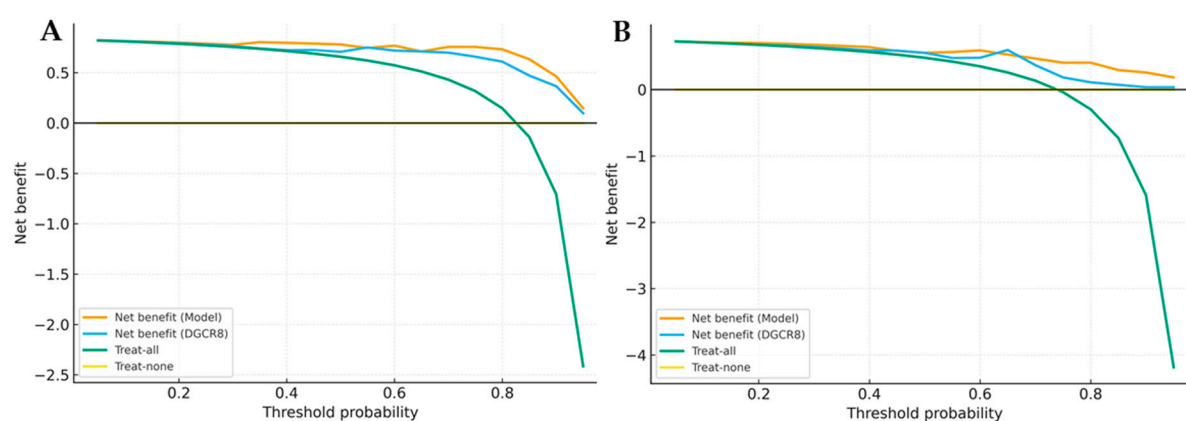 A
Net benefit
0.5
0.0
−0.5
−1.0
−1.5
−2.0
−2.5
Net benefit (Model)
Net benefit (DGCR8)
Treat-all
Treat-none
0.2
0.4
0.6
0.8
Threshold probability
B
Net benefit
0
−1
−2
−3
−4
Net benefit (Model)
Net benefit (DGCR8)
Treat-all
Treat-none
0.2
0.4
0.6
0.8
Threshold probability